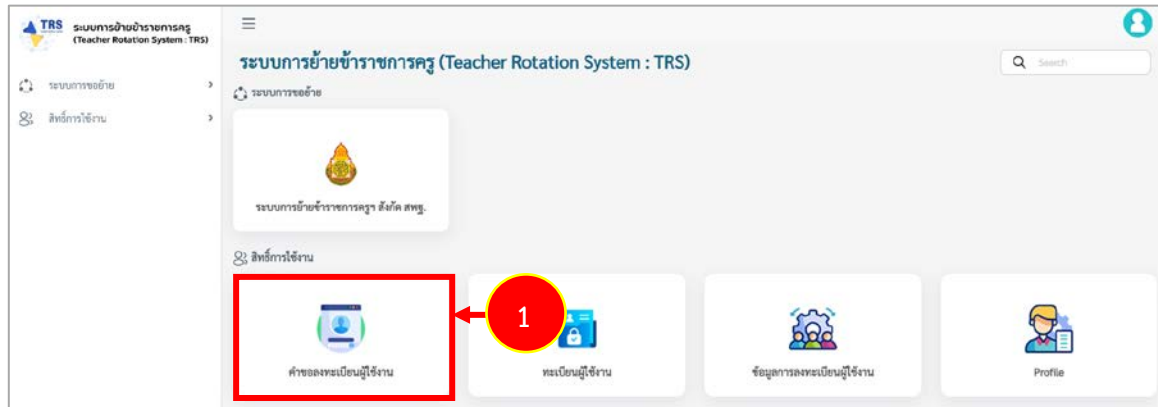 TRS ระบบการย้ายข้าราชการครู
(Teacher Rotation System : TRS)
ระบบการขอย้าย
สิทธิ์การใช้งาน
ระบบการย้ายข้าราชการครู (Teacher Rotation System : TRS)
Search
ระบบการขอย้าย
ระบบการย้ายข้าราชการครูฯ สังกัด สพฐ.
สิทธิ์การใช้งาน
1
คำขอลงทะเบียนผู้ใช้งาน
ทะเบียนผู้ใช้งาน
ข้อมูลการลงทะเบียนผู้ใช้งาน
Profile